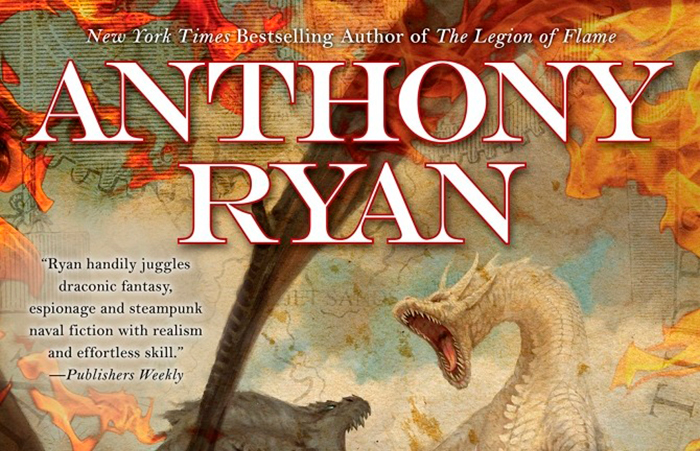 New York Times Bestselling Author of The Legion of Flame
ANTHONY
RYAN
“Ryan handily juggles
draconic fantasy,
espionage and steampunk
naval fiction with realism
and effortless skill.”
—Publishers Weekly